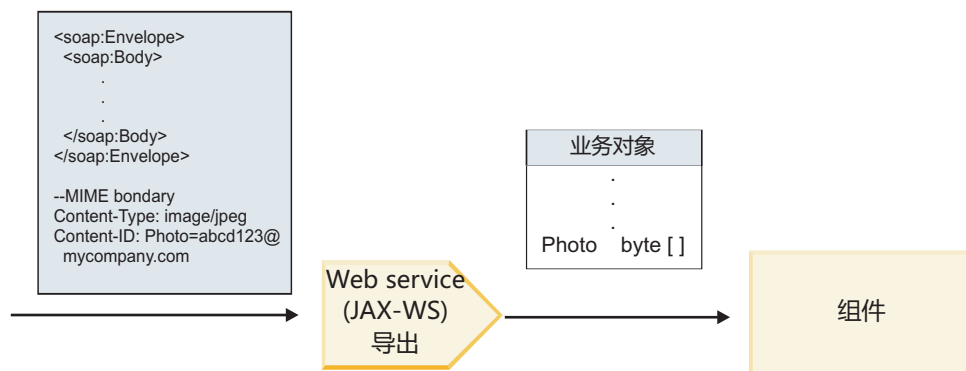 <soap:Envelope>
<soap:Body>
.
.
.
</soap:Body>
</soap:Envelope>
--MIME bondary
Content-Type: image/jpeg
Content-ID: Photo=abcd123@
mycompany.com
业务对象
.
.
.
Photo byte [ ]
Web service
(JAX-WS)
导出
组件